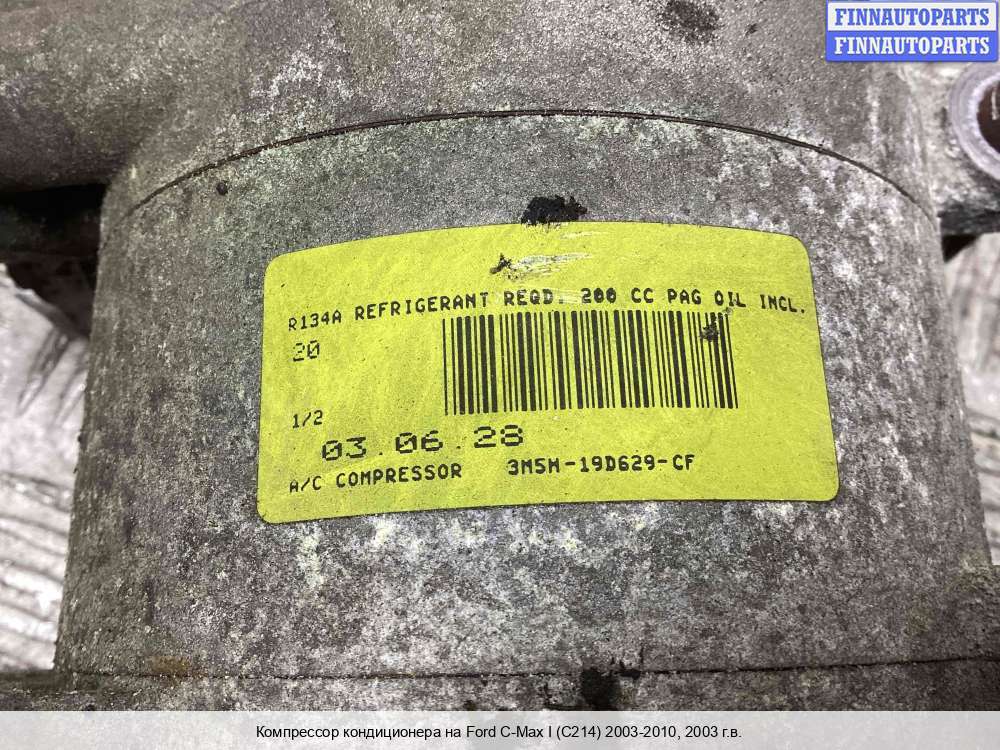 FINNAUTOPARTS
FINNAUTOPARTS
R134A REFRIGERANT REQD. 200 CC PAG OIL INCL.
20
1/2
03.06.28
A/C COMPRESSOR 3M5H-19D629-CF
Компрессор кондиционера на Ford C-Max I (C214) 2003-2010, 2003 г.в.